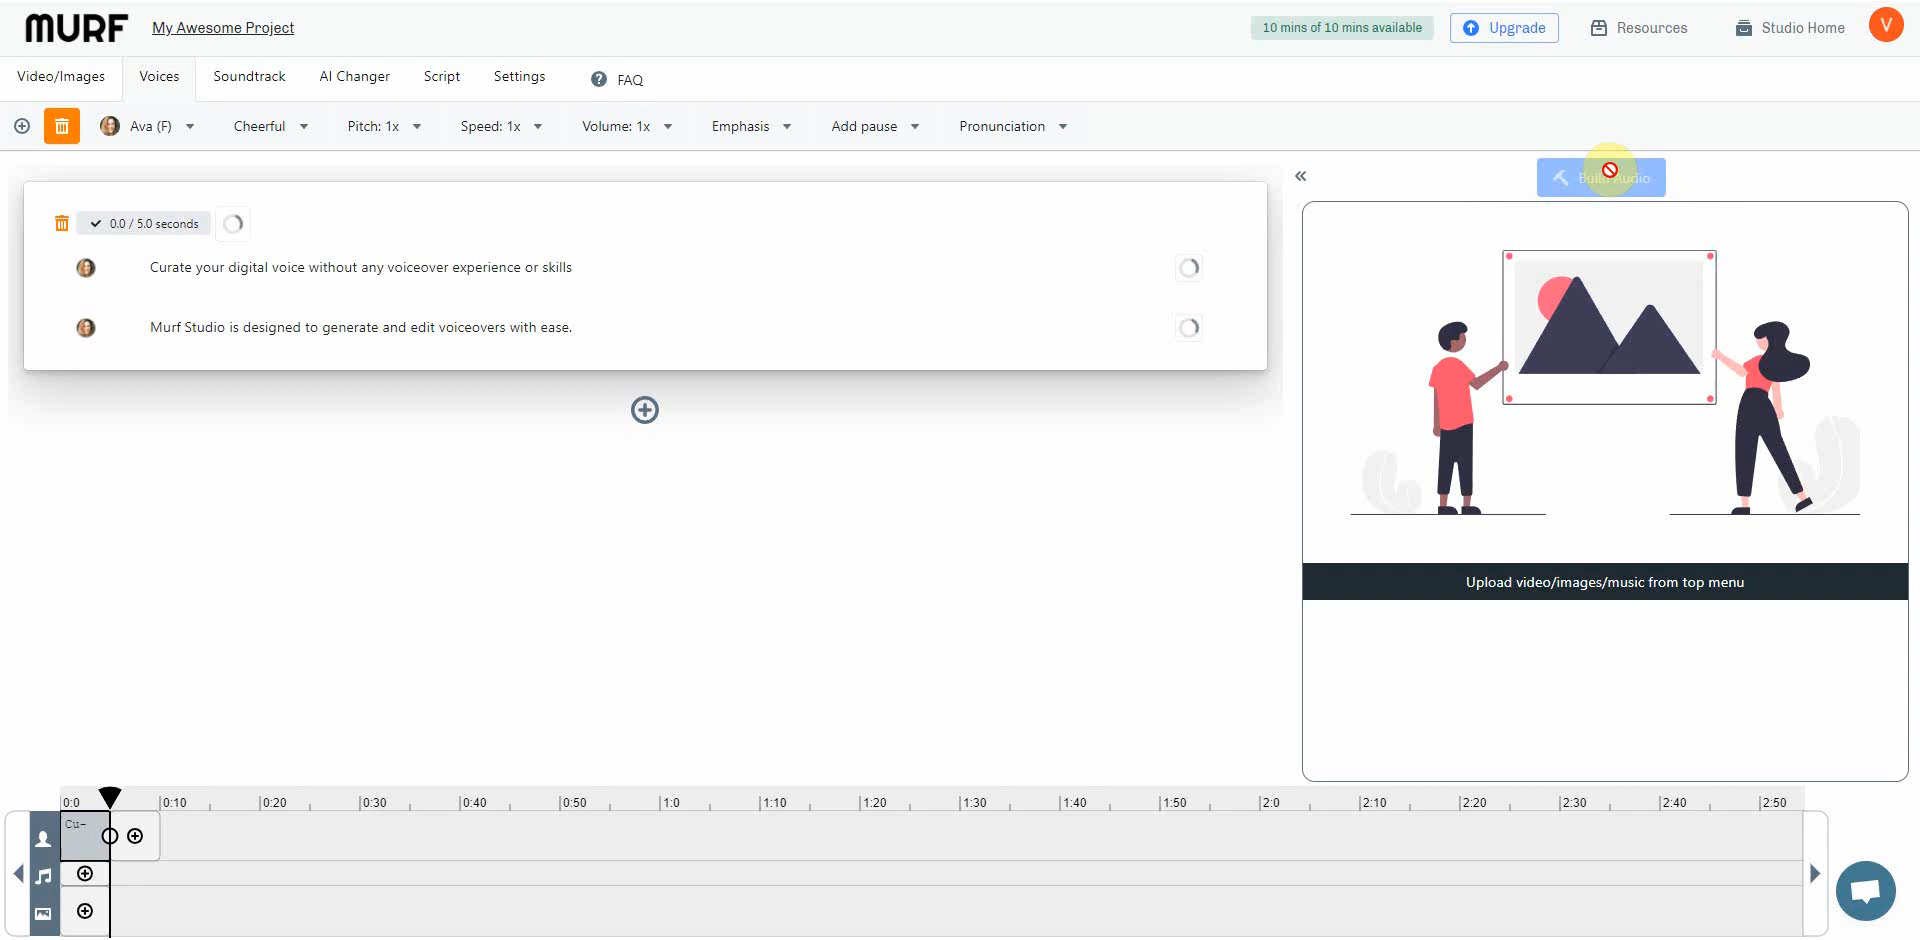 MURF
My Awesome Project
10 mins of 10 mins available
Upgrade
Resources
Studio Home
V
Video/Images
Voices
Soundtrack
AI Changer
Script
Settings
? FAQ
Ava (F)
Cheerful
Pitch: 1x
Speed: 1x
Volume: 1x
Emphasis
Add pause
Pronunciation
Build Audio
0.0 / 5.0 seconds
Curate your digital voice without any voiceover experience or skills
Murf Studio is designed to generate and edit voiceovers with ease.
Upload video/images/music from top menu
0:0 0:10 0:20 0:30 0:40 0:50 1:0 1:10 1:20 1:30 1:40 1:50 2:0 2:10 2:20 2:30 2:40 2:50
Cu-